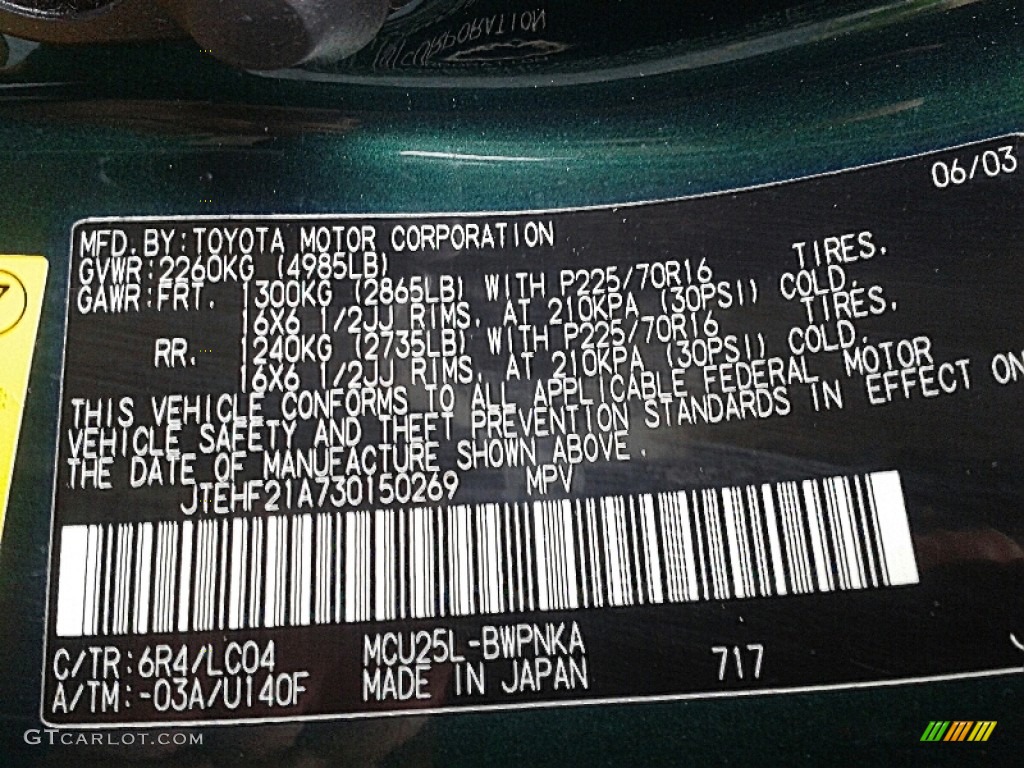 INCORPORATION
06/03
MFD. BY: TOYOTA MOTOR CORPORATION
GVWR: 2260KG (4985LB)
GAWR: FRT. 1300KG (2865LB) WITH P225/70R16 TIRES.
16X6 1/2JJ RIMS, AT 210KPA (30PSI) COLD.
RR. 1240KG (2735LB) WITH P225/70R16 TIRES.
16X6 1/2JJ RIMS, AT 210KPA (30PSI) COLD.
THIS VEHICLE CONFORMS TO ALL APPLICABLE FEDERAL MOTOR
VEHICLE SAFETY AND THEFT PREVENTION STANDARDS IN EFFECT ON
THE DATE OF MANUFACTURE SHOWN ABOVE.
JTEHF21A730150269 MPV
C/TR: 6R4/LC04 MCU25L-BWPNKA 717
A/TM: -03A/U140F MADE IN JAPAN
7
GTCARLOT.COM